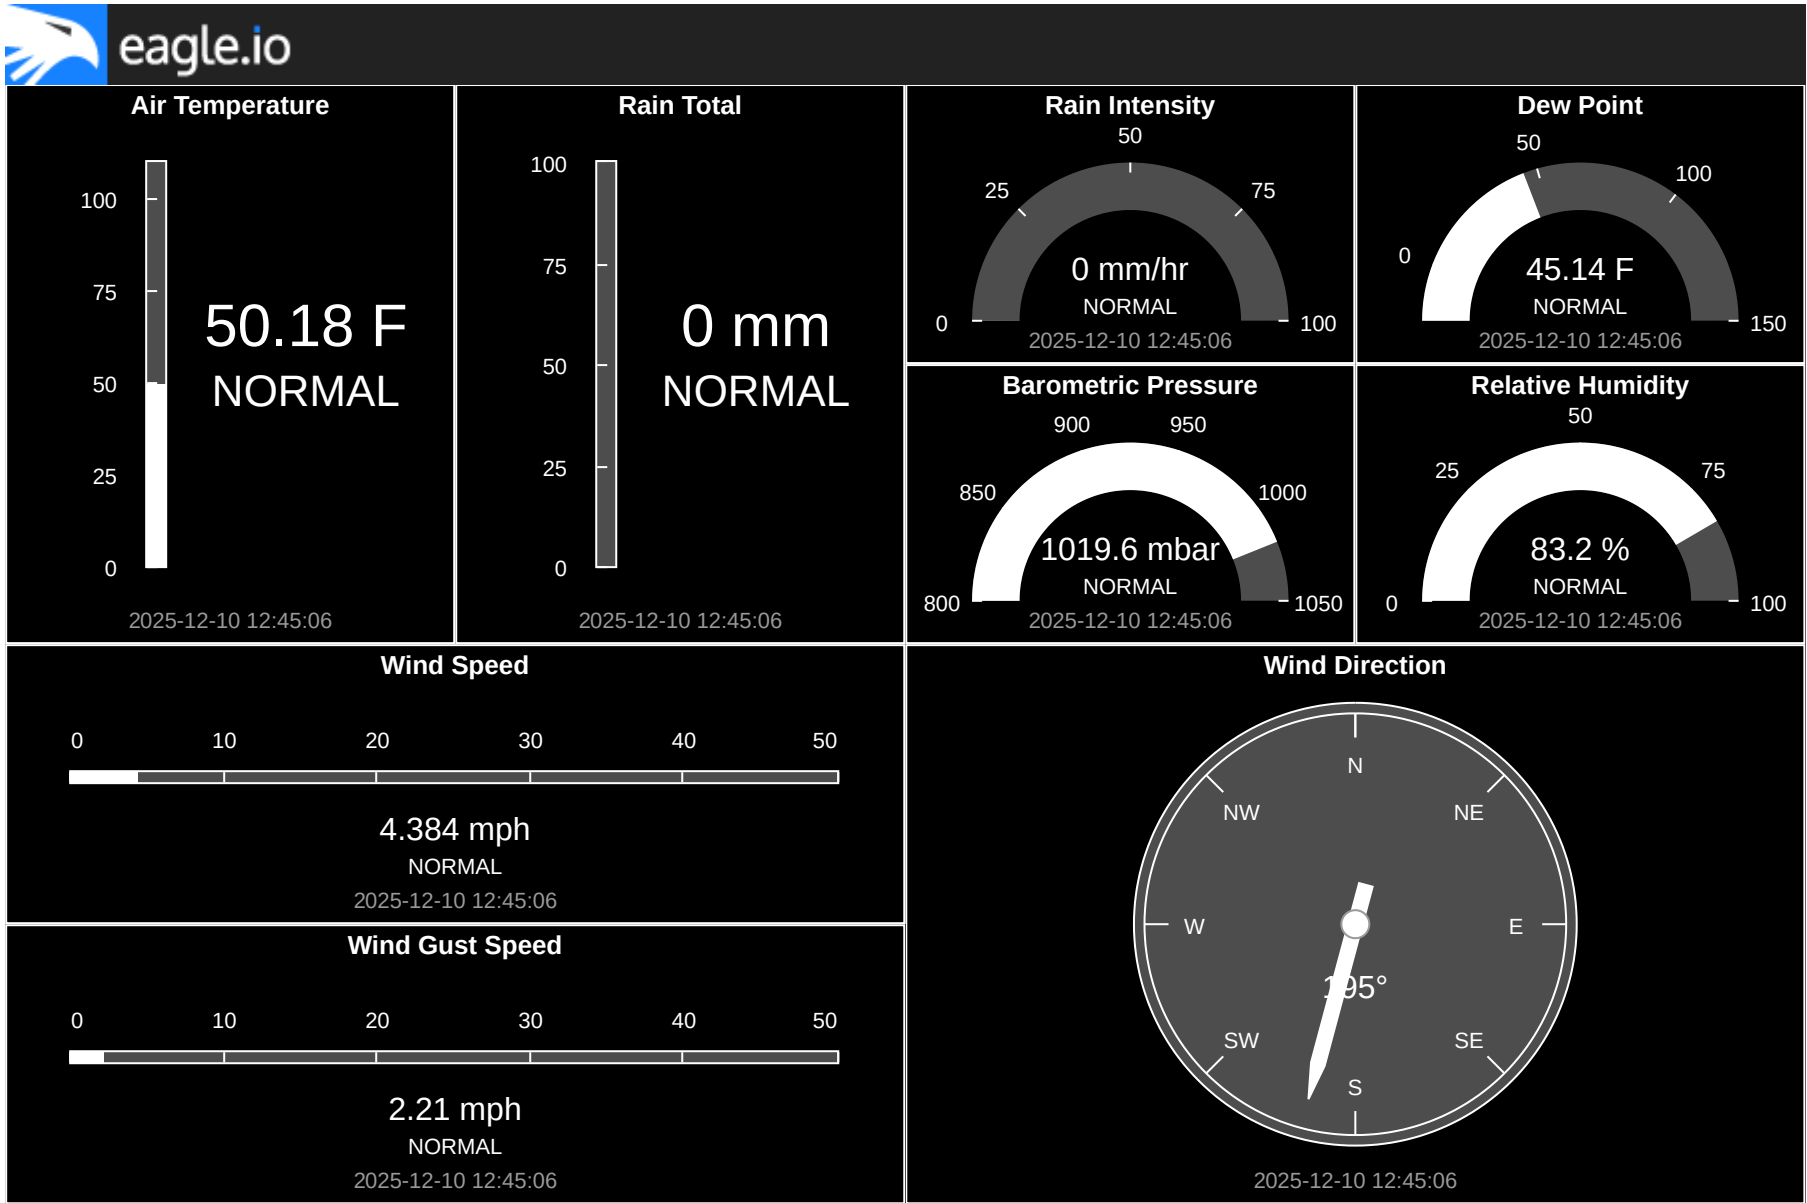 eagle.io
Air Temperature
100
75
50
25
0
50.18 F
NORMAL
2025-12-10 12:45:06
Rain Total
100
75
50
25
0
0 mm
NORMAL
2025-12-10 12:45:06
Rain Intensity
50
25
75
0
100
0 mm/hr
NORMAL
2025-12-10 12:45:06
Dew Point
50
100
0
150
45.14 F
NORMAL
2025-12-10 12:45:06
Barometric Pressure
900
950
850
1000
800
1050
1019.6 mbar
NORMAL
2025-12-10 12:45:06
Relative Humidity
50
25
75
0
100
83.2 %
NORMAL
2025-12-10 12:45:06
Wind Speed
0 10 20 30 40 50
4.384 mph
NORMAL
2025-12-10 12:45:06
Wind Gust Speed
0 10 20 30 40 50
2.21 mph
NORMAL
2025-12-10 12:45:06
Wind Direction
N
NW NE
W E
195°
SW SE
S
2025-12-10 12:45:06